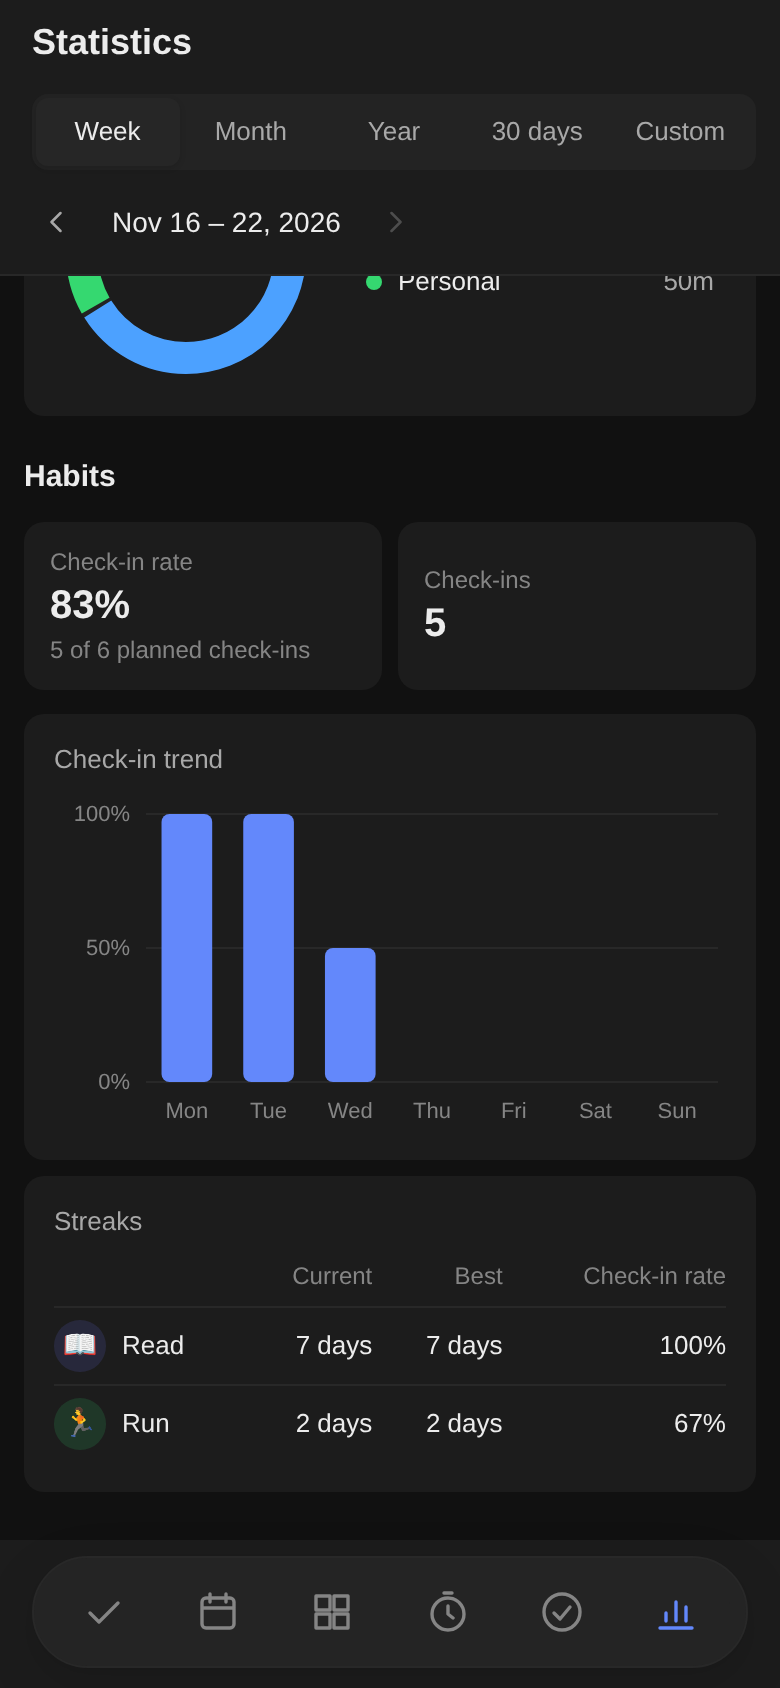 Statistics
Week Month Year 30 days Custom
Nov 16 – 22, 2026
Personal 50m
Habits
Check-in rate
83%
5 of 6 planned check-ins
Check-ins
5
Check-in trend
100%
50%
0%
Mon Tue Wed Thu Fri Sat Sun
Streaks
Current Best Check-in rate
Read 7 days 7 days 100%
Run 2 days 2 days 67%